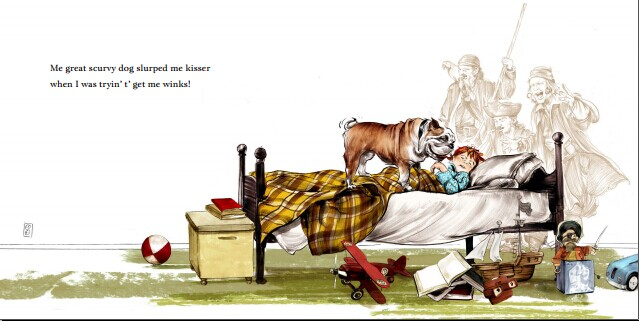 Me great scurvy dog slurped me kisser
when I was tryin’ t’ get me winks!